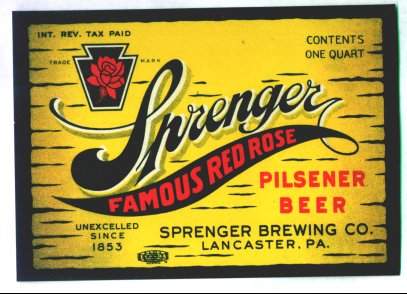 INT. REV. TAX PAID
CONTENTS
ONE QUART
TRADE MARK
Sprenger
FAMOUS RED ROSE
PILSENER
BEER
UNEXCELLED
SINCE
1853
SPRENGER BREWING CO.
LANCASTER, PA.